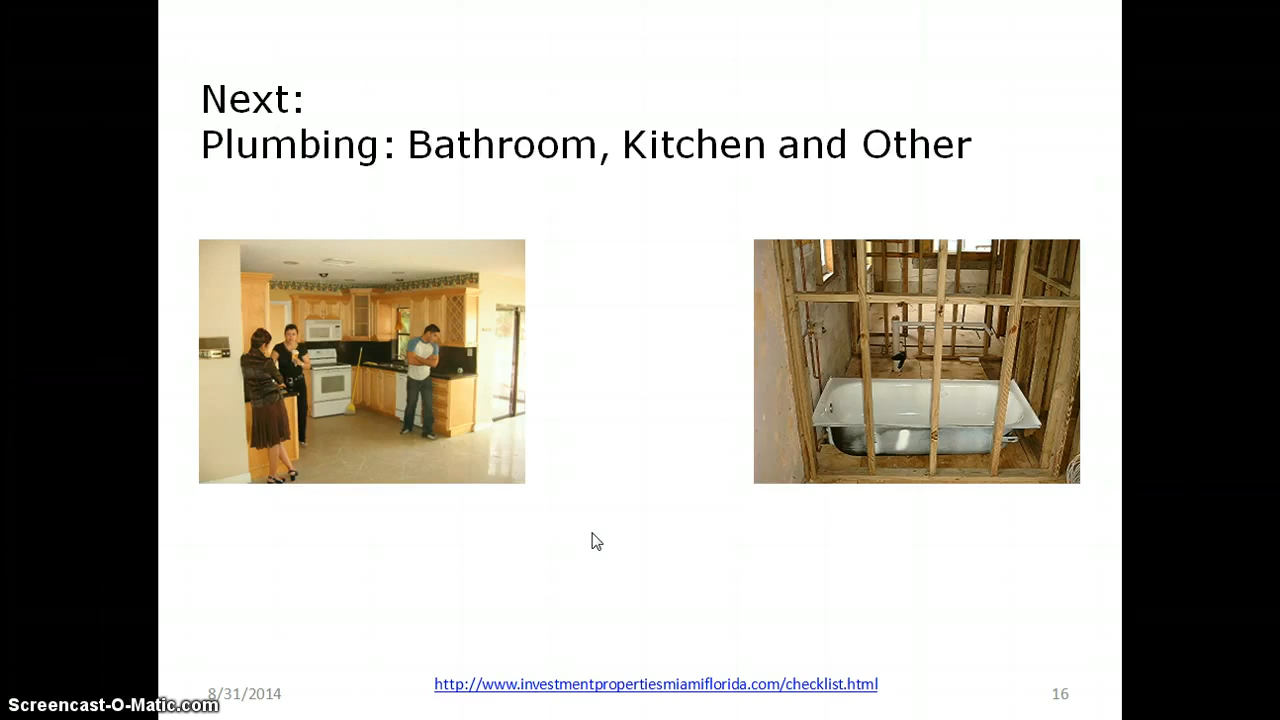 Next:
Plumbing: Bathroom, Kitchen and Other
http://www.investmentpropertiesmiamiflorida.com/checklist.html
8/31/2014
16
Screencast-O-Matic.com